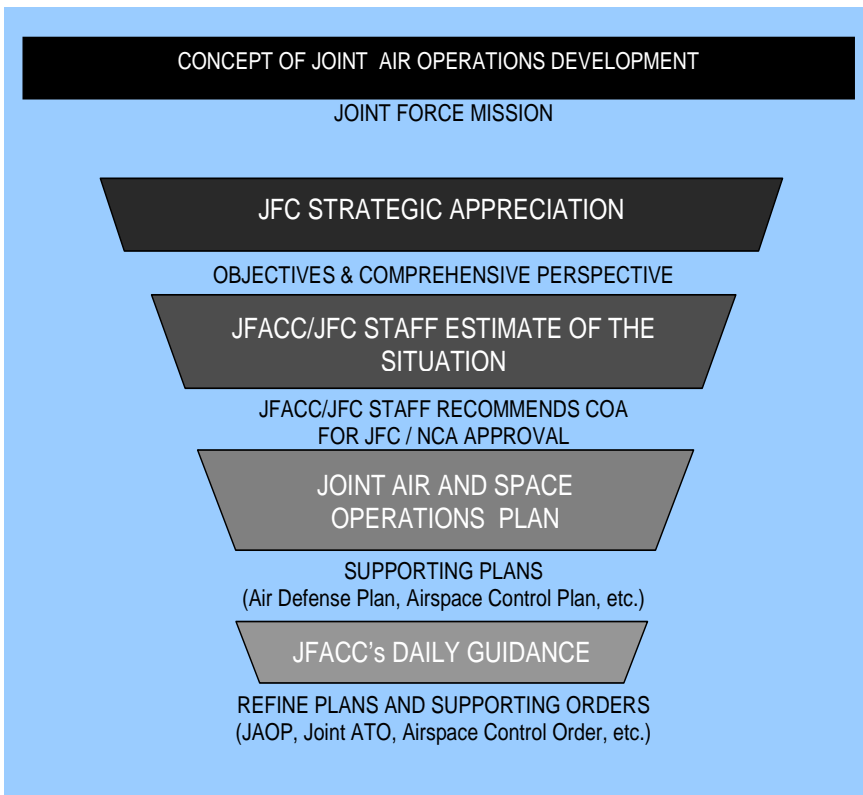 CONCEPT OF JOINT AIR OPERATIONS DEVELOPMENT
JOINT FORCE MISSION
JFC STRATEGIC APPRECIATION
OBJECTIVES & COMPREHENSIVE PERSPECTIVE
JFACC/JFC STAFF ESTIMATE OF THE
SITUATION
JFACC/JFC STAFF RECOMMENDS COA
FOR JFC / NCA APPROVAL
JOINT AIR AND SPACE
OPERATIONS PLAN
SUPPORTING PLANS
(Air Defense Plan, Airspace Control Plan, etc.)
JFACC's DAILY GUIDANCE
REFINE PLANS AND SUPPORTING ORDERS
(JAOP, Joint ATO, Airspace Control Order, etc.)